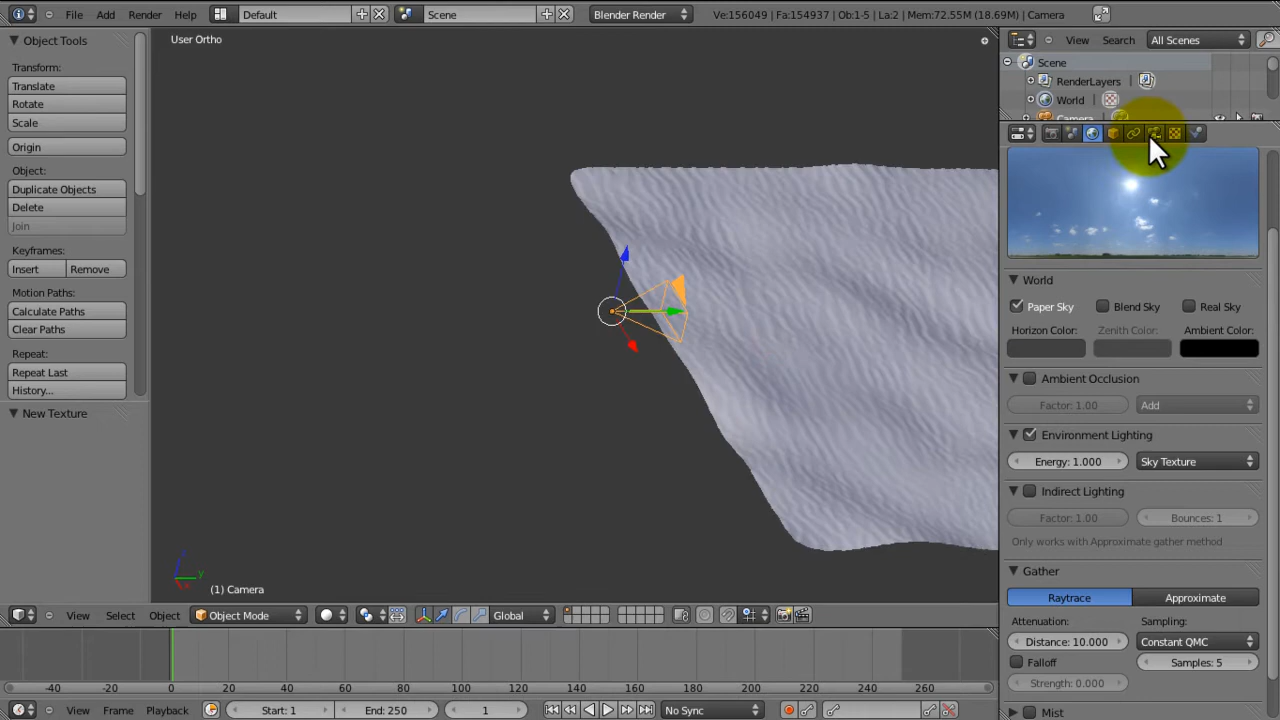 File Add Render Help Default Scene Blender Render Ve:156049 | Fa:154937 | Ob:1-5 | La:2 | Mem:72.55M (18.69M) | Camera
Object Tools
Transform:
Translate
Rotate
Scale
Origin
Object:
Duplicate Objects
Delete
Join
Keyframes:
Insert Remove
Motion Paths:
Calculate Paths
Clear Paths
Repeat:
Repeat Last
History...
New Texture
User Ortho
y
(1) Camera
View Select Object Object Mode Global
View Search All Scenes
Scene
RenderLayers |
World |
Camera
World
Paper Sky Blend Sky Real Sky
Horizon Color: Zenith Color: Ambient Color:
Ambient Occlusion
Factor: 1.00 Add
Environment Lighting
Energy: 1.000 Sky Texture
Indirect Lighting
Factor: 1.00 Bounces: 1
Only works with Approximate gather method
Gather
Raytrace Approximate
Attenuation: Sampling:
Distance: 10.000 Constant QMC
Falloff Samples: 5
Strength: 0.000
Mist
-40 -20 0 20 40 60 80 100 120 140 160 180 200 220 240 260
View Frame Playback Start: 1 End: 250 1 No Sync